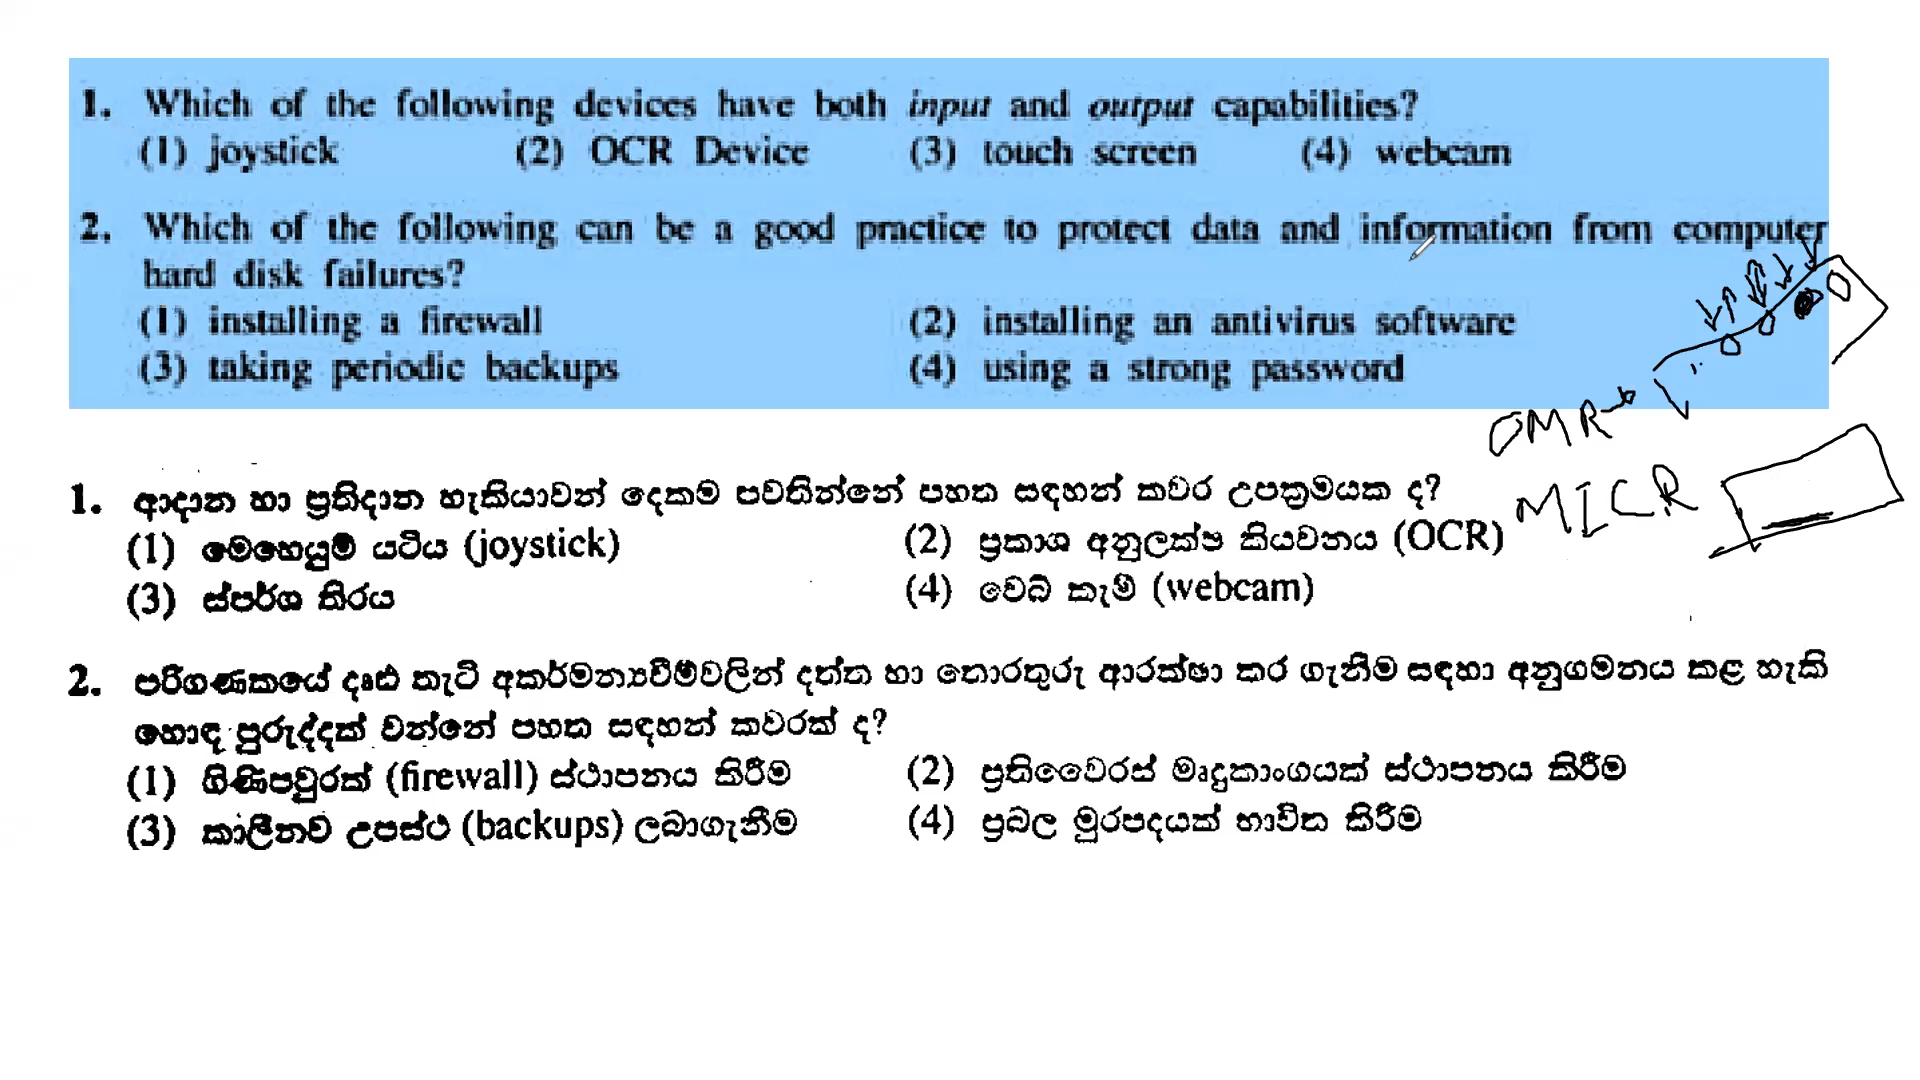 1. Which of the following devices have both input and output capabilities?
(1) joystick (2) OCR Device (3) touch screen (4) webcam
2. Which of the following can be a good practice to protect data and information from computer
hard disk failures?
(1) installing a firewall (2) installing an antivirus software
(3) taking periodic backups (4) using a strong password
OMR
MICR
1. ආදාන හා ප්‍රතිදාන හැකියාවන් දෙකම පවතින්නේ පහත සඳහන් කවර උපක්‍රමයක ද?
(1) මෙහෙයුම් යටිය (joystick) (2) ප්‍රකාශ අනුලක්ෂ කියවනය (OCR)
(3) ස්පර්ශ තිරය (4) වෙබ් කැම් (webcam)
2. පරිගණකයේ දෘඪ තැටි අකර්මන්‍යවීම්වලින් දත්ත හා තොරතුරු ආරක්ෂා කර ගැනීම සඳහා අනුගමනය කළ හැකි
හොඳ පුරුද්දක් වන්නේ පහත සඳහන් කවරක් ද?
(1) ගිණිපවුරක් (firewall) ස්ථාපනය කිරීම (2) ප්‍රතිවෛරස් මෘදුකාංගයක් ස්ථාපනය කිරීම
(3) කාලීනව උපස්ථ (backups) ලබාගැනීම (4) ප්‍රබල මුරපදයක් භාවිත කිරීම